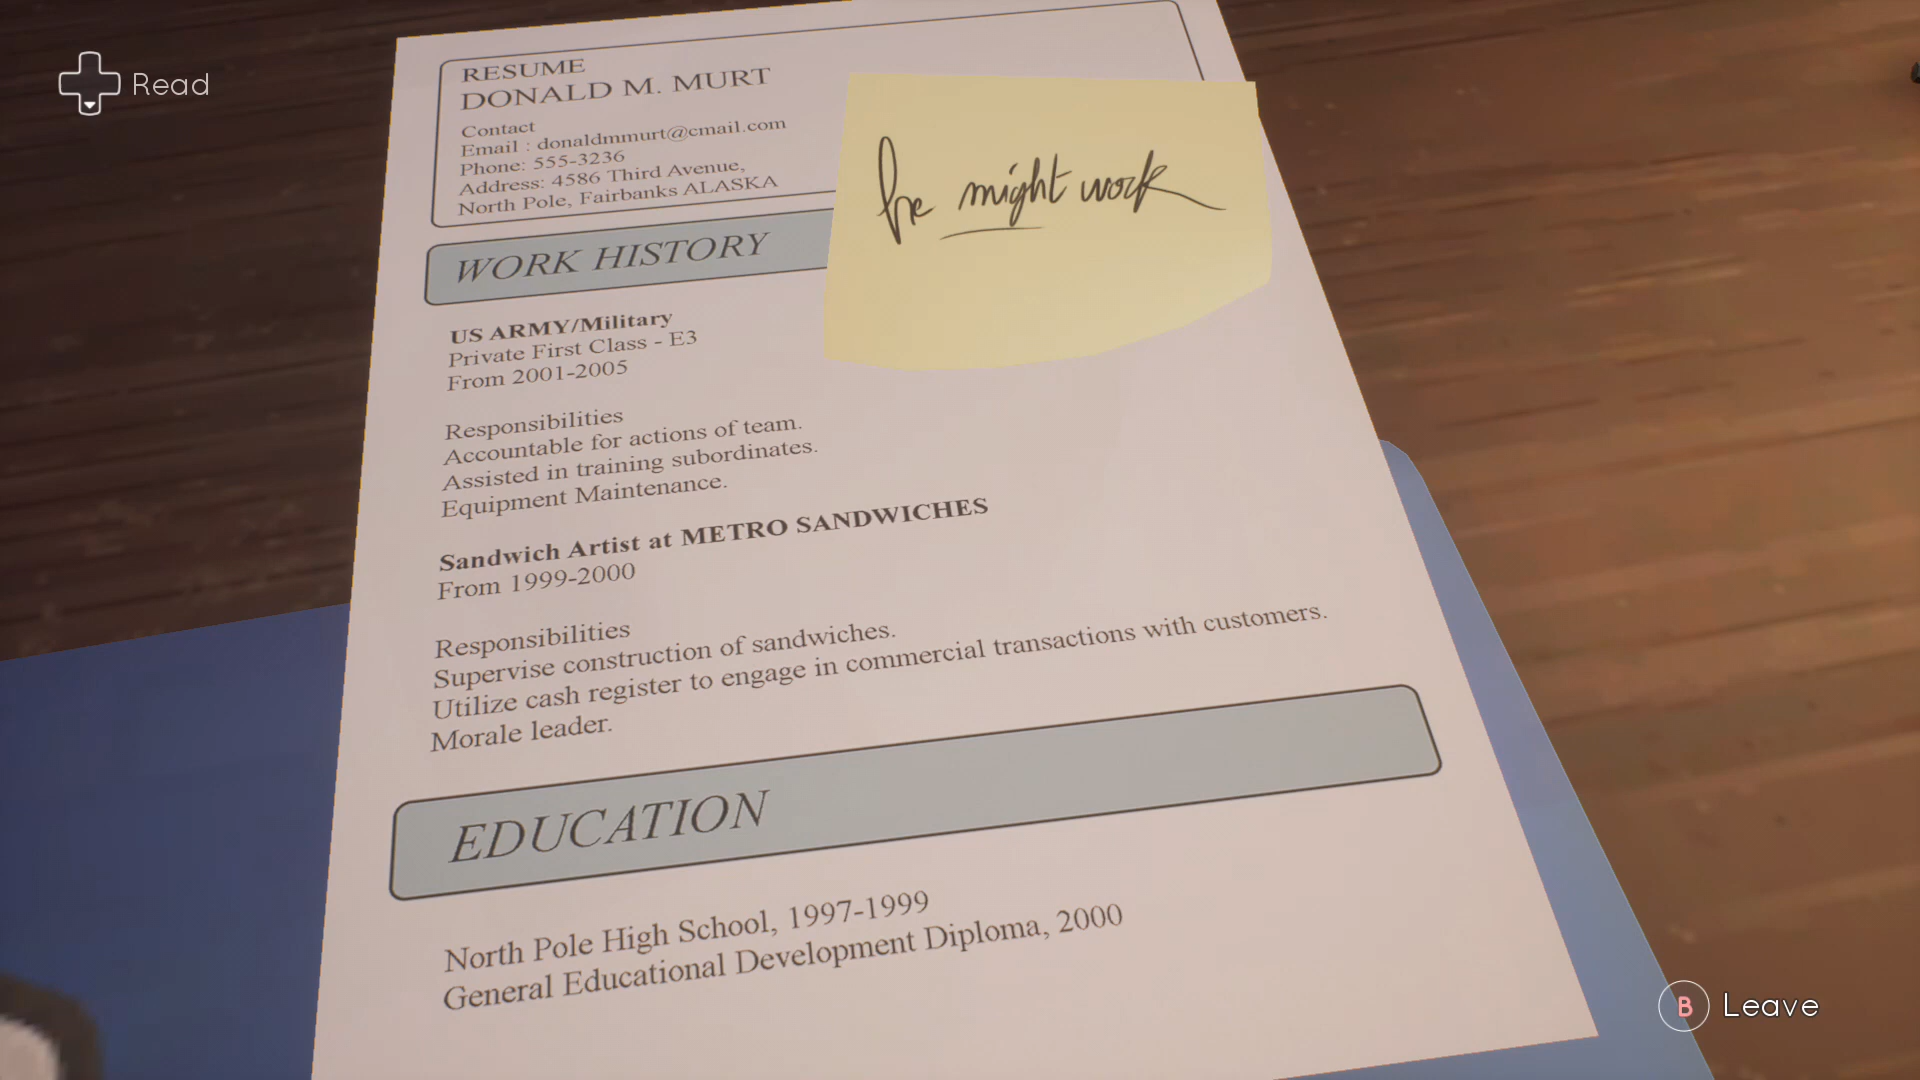 Read
RESUME
DONALD M. MURT
Contact
Email : donaldmmurt@cmail.com
Phone: 555-3236
Address: 4586 Third Avenue,
North Pole, Fairbanks ALASKA
he might work
WORK HISTORY
US ARMY/Military
Private First Class - E3
From 2001-2005
Responsibilities
Accountable for actions of team.
Assisted in training subordinates.
Equipment Maintenance.
Sandwich Artist at METRO SANDWICHES
From 1999-2000
Responsibilities
Supervise construction of sandwiches.
Utilize cash register to engage in commercial transactions with customers.
Morale leader.
EDUCATION
North Pole High School, 1997-1999
General Educational Development Diploma, 2000
B Leave